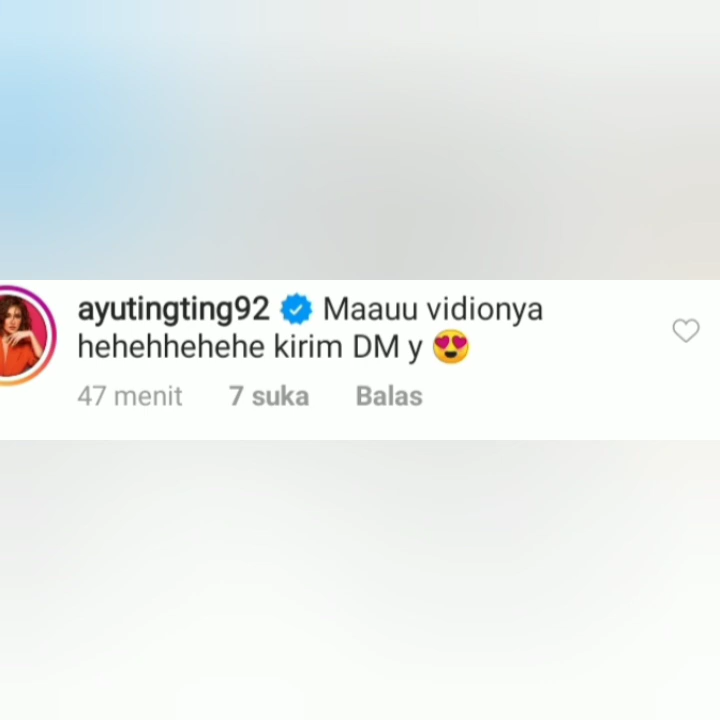 ayutingting92 Maauu vidionya
hehehhehehe kirim DM y 😍
47 menit 7 suka Balas